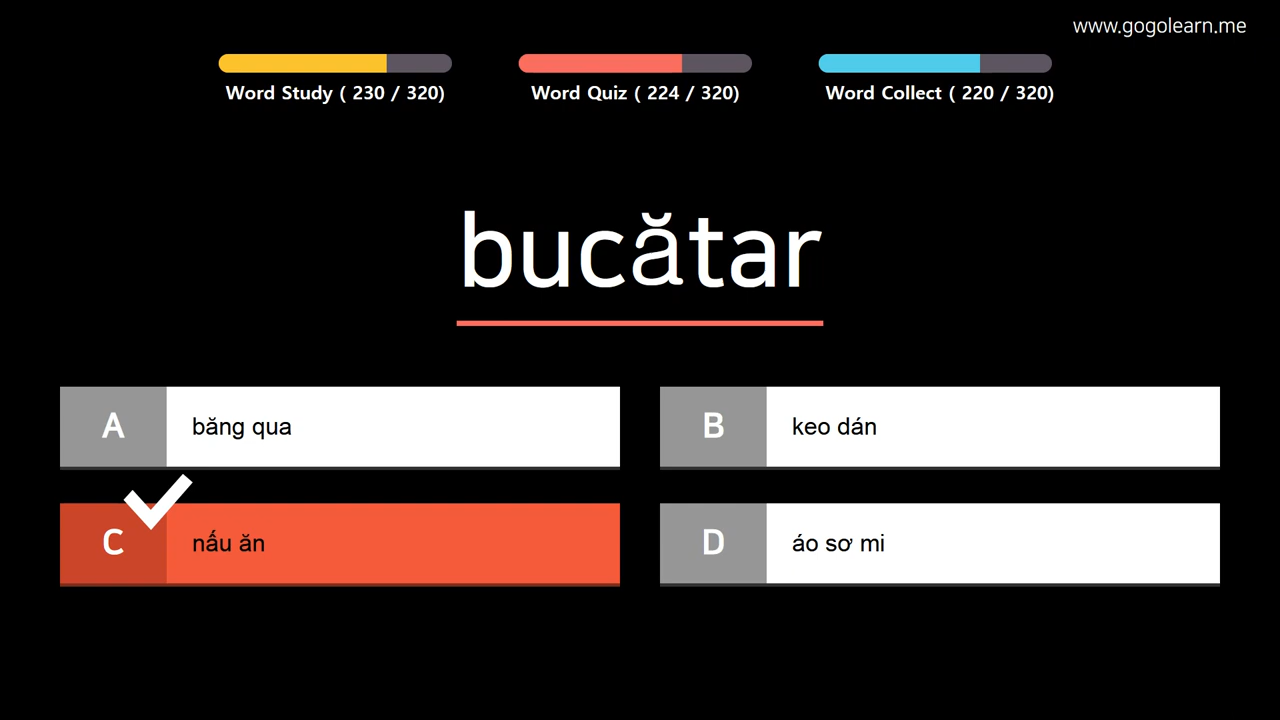 www.gogolearn.me
Word Study ( 230 / 320)
Word Quiz ( 224 / 320)
Word Collect ( 220 / 320)
bucătar
A băng qua
B keo dán
C nấu ăn
D áo sơ mi